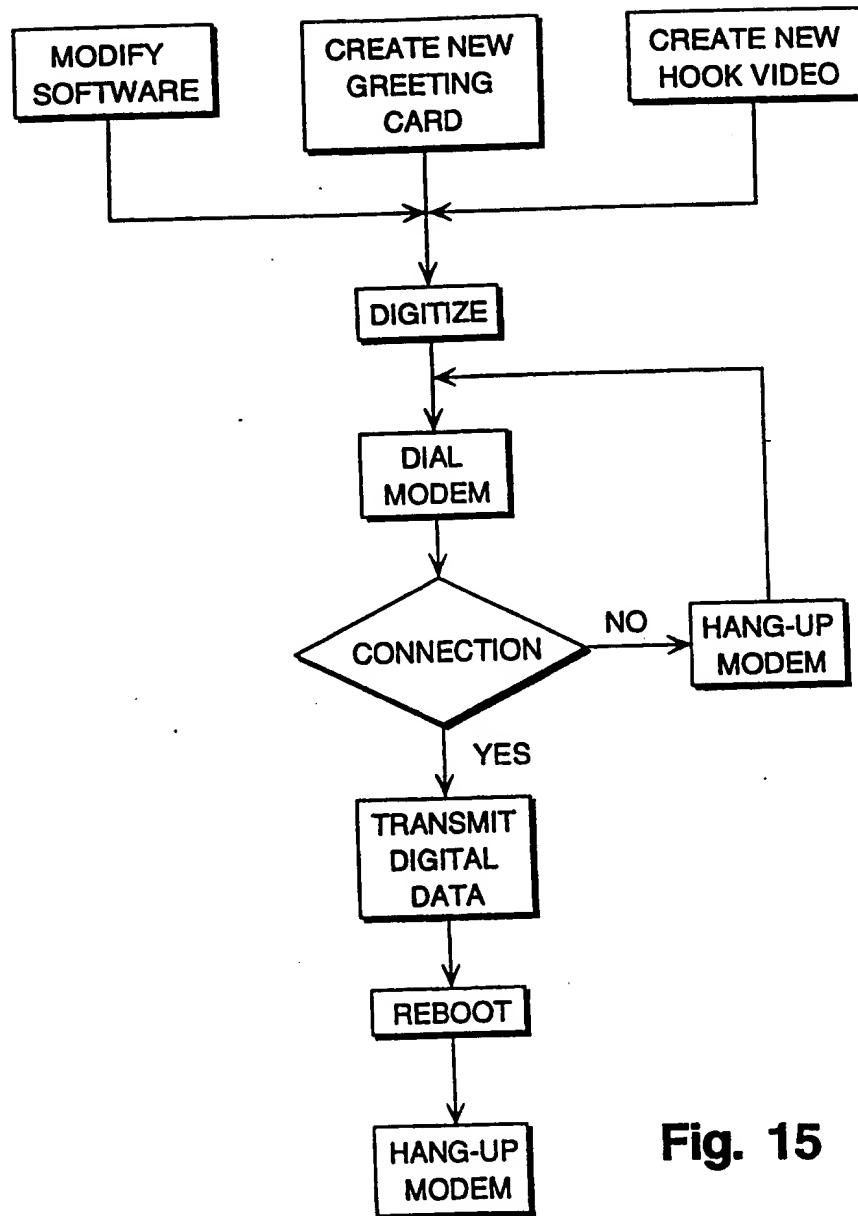 MODIFY
SOFTWARE
CREATE NEW
GREETING
CARD
CREATE NEW
HOOK VIDEO
DIGITIZE
DIAL
MODEM
CONNECTION
NO
HANG-UP
MODEM
YES
TRANSMIT
DIGITAL
DATA
REBOOT
HANG-UP
MODEM
Fig. 15